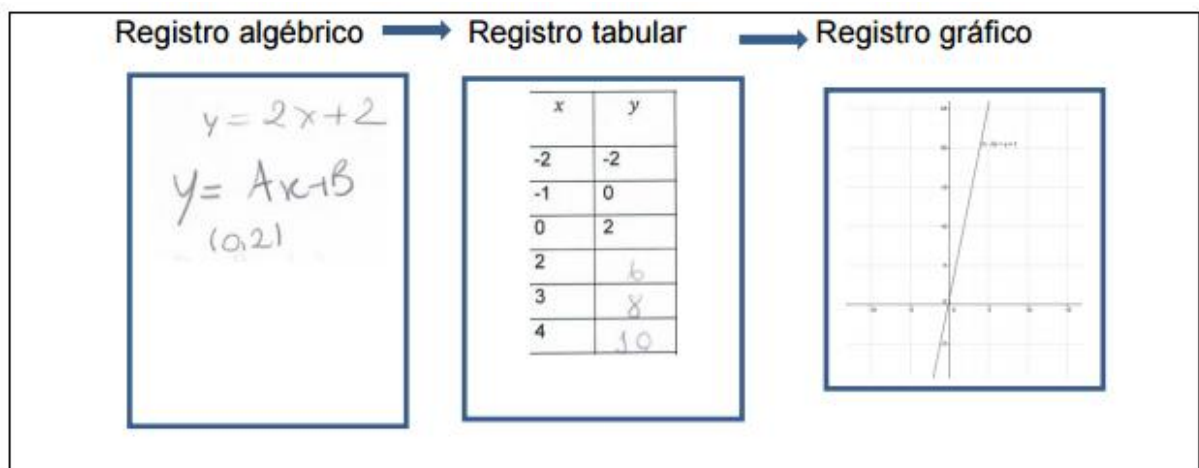 Registro algébrico
Registro tabular
Registro gráfico
y = 2x+2
y = Ax+B
(0,2)
x y
-2 -2
-1 0
0 2
2 6
3 8
4 10